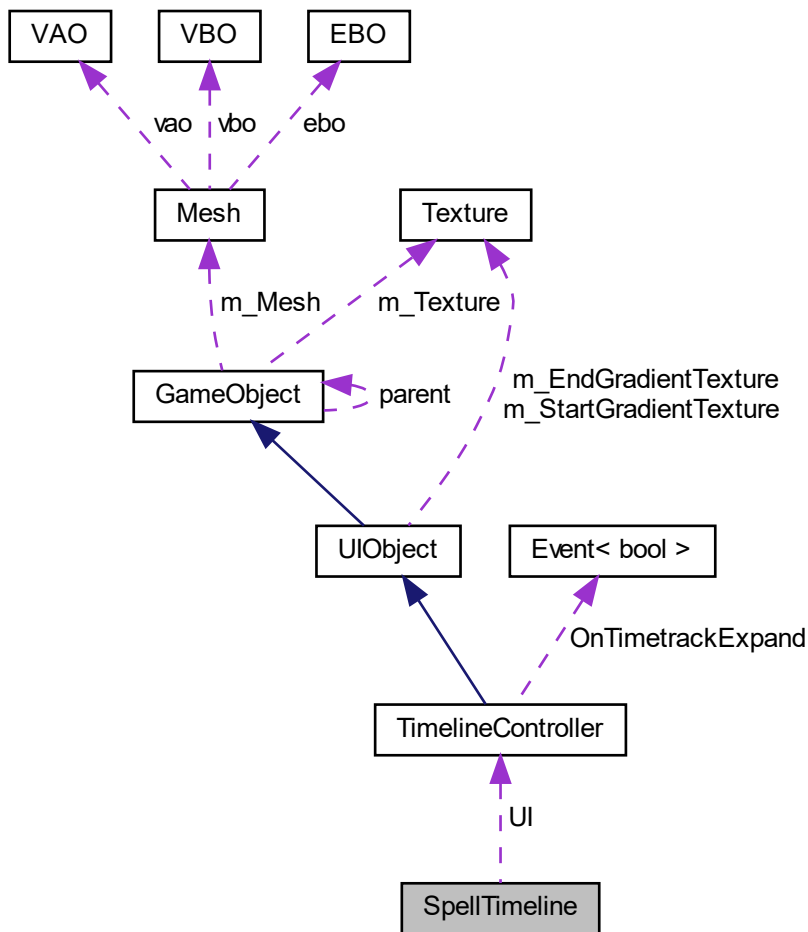 VAO
VBO
EBO
vao
vbo
ebo
Mesh
Texture
m_Mesh
m_Texture
GameObject
parent
m_EndGradientTexture
m_StartGradientTexture
UIObject
Event< bool >
OnTimetrackExpand
TimelineController
UI
SpellTimeline